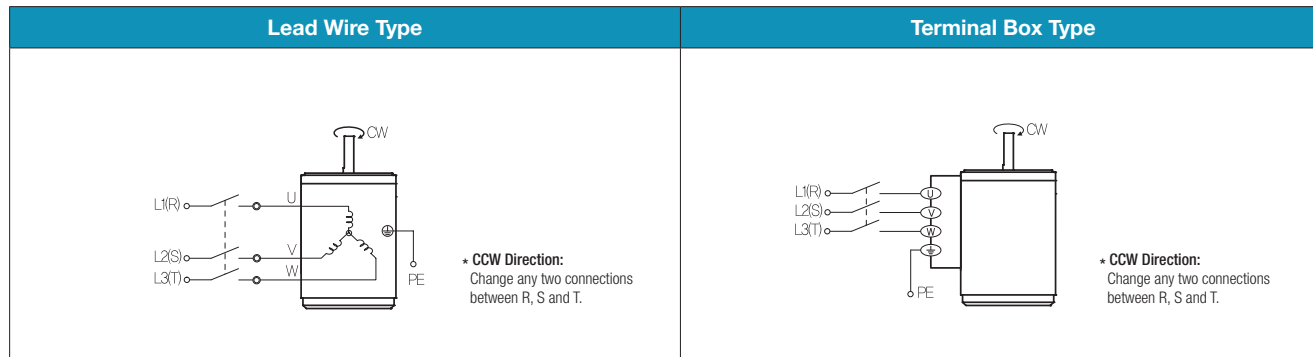 Lead Wire Type
Terminal Box Type
CW
L1(R)
U
L2(S)
V
L3(T)
W
PE
* CCW Direction:
Change any two connections
between R, S and T.
CW
L1(R)
U
L2(S)
V
L3(T)
W
PE
* CCW Direction:
Change any two connections
between R, S and T.